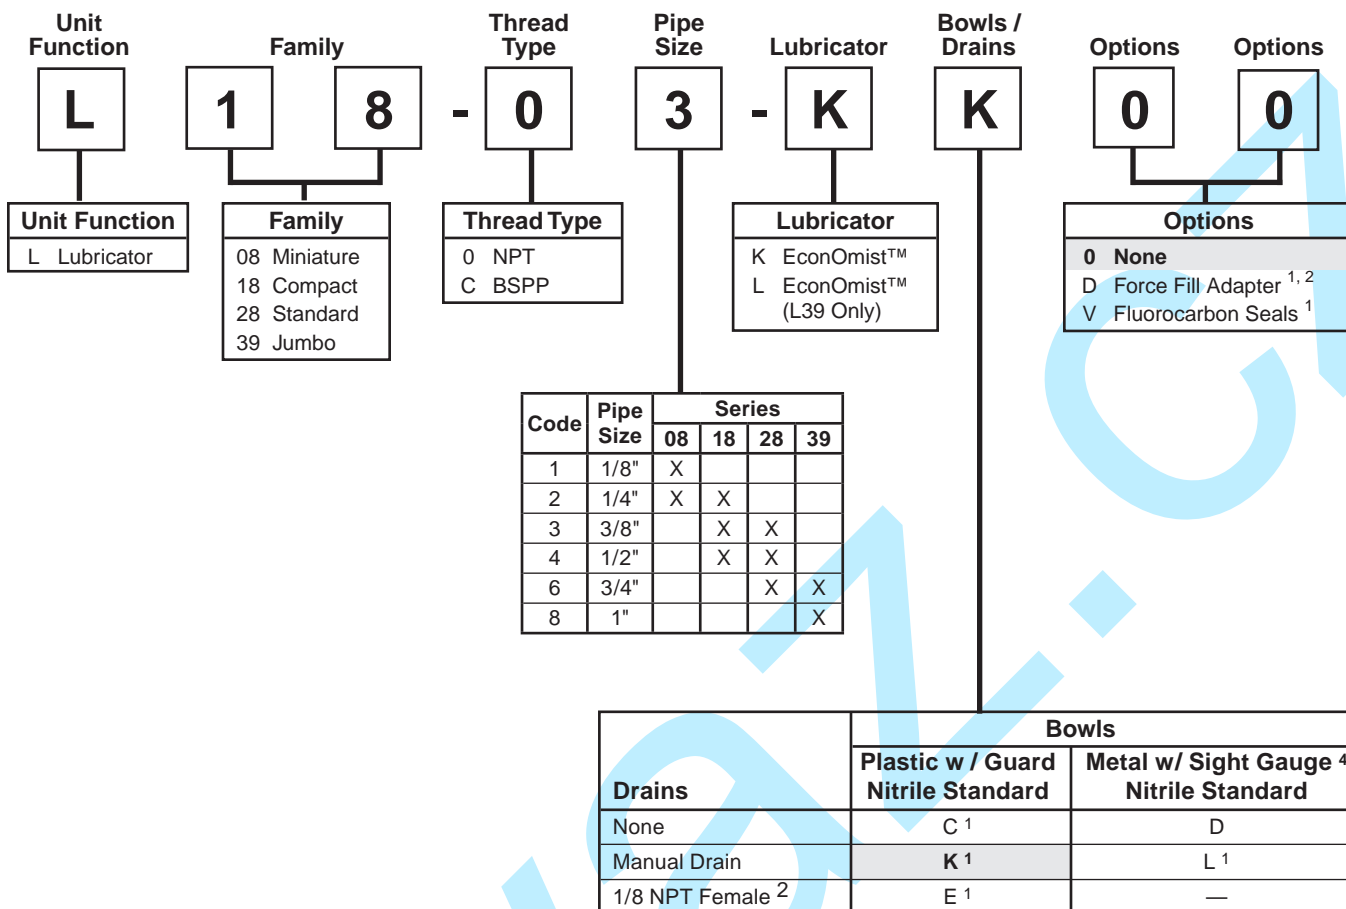 Unit Function Family Thread Type Pipe Size Lubricator Bowls / Drains Options Options
L 1 8 - 0 3 - K K 0 0
Unit Function
L Lubricator
Family
08 Miniature
18 Compact
28 Standard
39 Jumbo
Thread Type
0 NPT
C BSPP
Lubricator
K EconOmist™
L EconOmist™
(L39 Only)
Options
0 None
D Force Fill Adapter 1, 2
V Fluorocarbon Seals 1
Code Pipe Size Series
08 18 28 39
1 1/8" X
2 1/4" X X
3 3/8" X X
4 1/2" X X
6 3/4" X X
8 1" X
Bowls
Drains Plastic w / Guard Nitrile Standard Metal w/ Sight Gauge 4 Nitrile Standard
None C 1 D
Manual Drain K 1 L 1
1/8 NPT Female 2 E 1 —